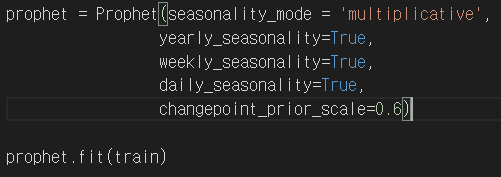 prophet = Prophet(seasonality_mode = 'multiplicative',
yearly_seasonality=True,
weekly_seasonality=True,
daily_seasonality=True,
changepoint_prior_scale=0.6)
prophet.fit(train)